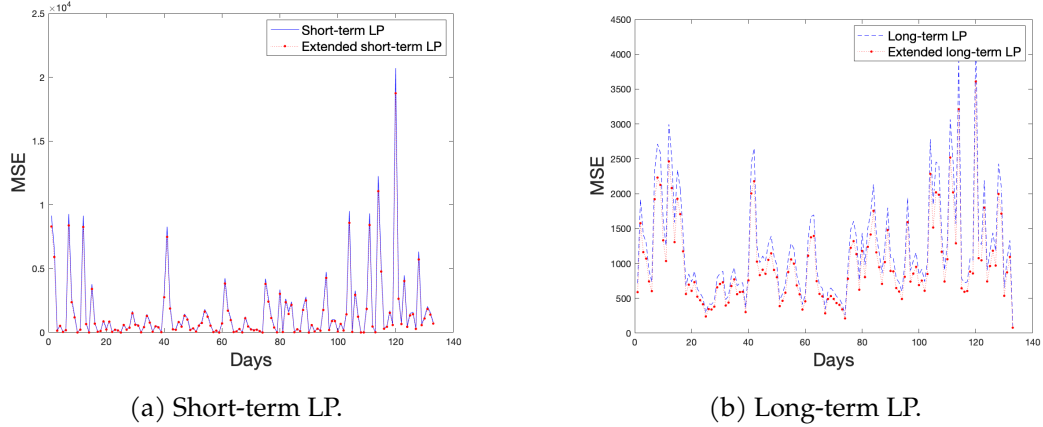 2.5 ×10⁴
Short-term LP
Extended short-term LP
2
1.5
MSE
1
0.5
0
0 20 40 60 80 100 120 140
Days
(a) Short-term LP.
4500
Long-term LP
Extended long-term LP
4000
3500
3000
2500
MSE
2000
1500
1000
500
0
0 20 40 60 80 100 120 140
Days
(b) Long-term LP.